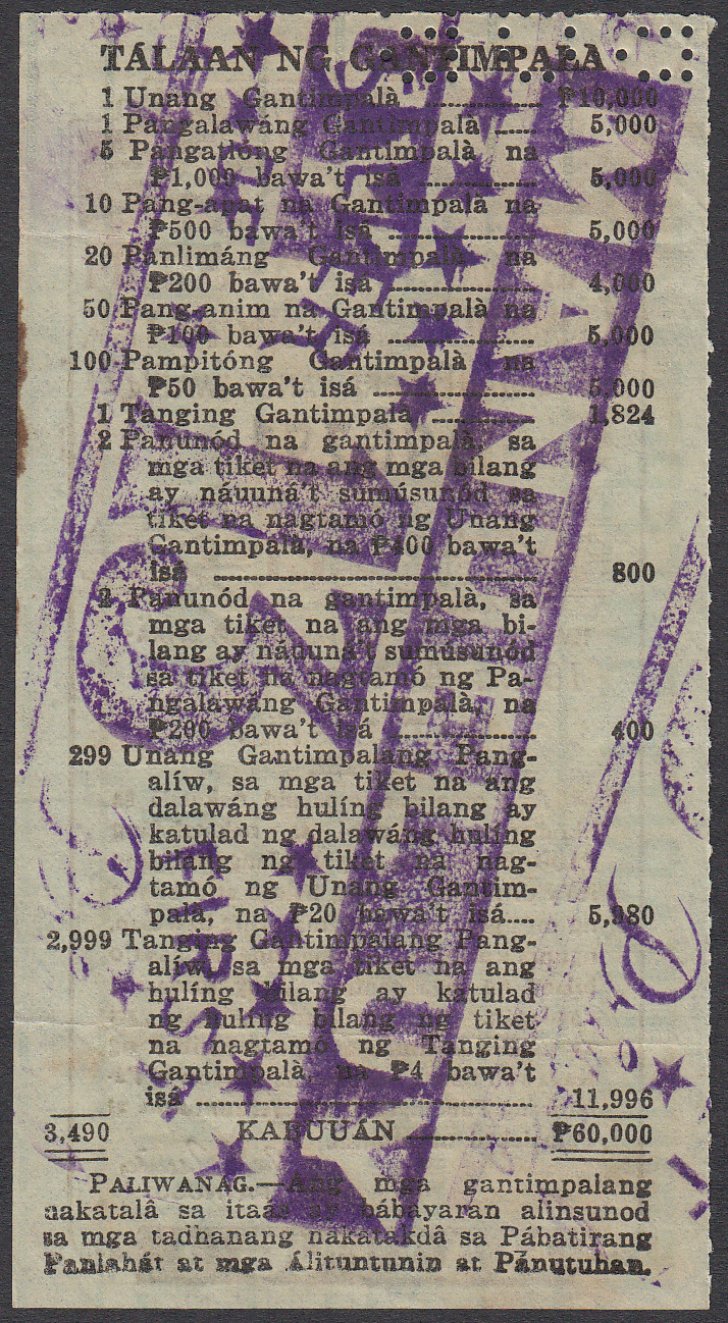 TÁLAAN NG GANTIMPALÀ
1 Unang Gantimpalà ............ ₱10,000
1 Pangalawáng Gantimpalà ..... 5,000
5 Pangatlóng Gantimpalà na
₱1,000 bawa't isá ............ 5,000
10 Pang-apat na Gantimpalà na
₱500 bawa't isá ............ 5,000
20 Panlimáng Gantimpalà na
₱200 bawa't isa ............ 4,000
50 Pang-anim na Gantimpalà na
₱100 bawa't isá ............ 5,000
100 Pampitóng Gantimpalà na
₱50 bawa't isá ............ 5,000
1 Tanging Gantimpalà ............ 1,824
2 Panunód na gantimpalà, sa
mga tiket na ang mga bilang
ay náuunâ't sumúsunód sa
tiket na nagtamó ng Unang
Gantimpalà, na ₱400 bawa't
isá ............ 800
2 Panunód na gantimpalà, sa
mga tiket na ang mga bi-
lang ay náuunâ't sumúsunód
sa tiket na nagtamó ng Pa-
ngalawáng Gantimpalà, na
₱200 bawa't isá ............ 400
299 Unang Gantimpalang Pang-
alíw, sa mga tiket na ang
dalawáng hulíng bilang ay
katulad ng dalawáng hulíng
bilang ng tiket na nag-
tamó ng Unang Gantim-
palà, na ₱20 bawa't isá.... 5,980
2,999 Tanging Gantimpalang Pang-
alíw, sa mga tiket na ang
hulíng bilang ay katulad
ng hulíng bilang ng tiket
na nagtamó ng Tanging
Gantimpalà, na ₱4 bawa't
isá ............ 11,996
3,490 KABUUÁN ............ ₱60,000
PALIWANAG.—Ang mga gantimpalang
nakatalâ sa itaás ay bábayaran alinsunod
sa mga tadhanang nakatakdâ sa Pábatirang
Panlahát at mga Álituntunin at Pánutuhan.